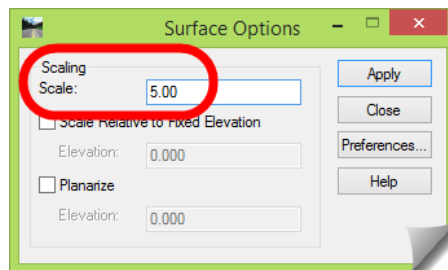 Surface Options
Scaling
Scale: 5.00
Scale Relative to Fixed Elevation
Elevation: 0.000
Planarize
Elevation: 0.000
Apply
Close
Preferences...
Help